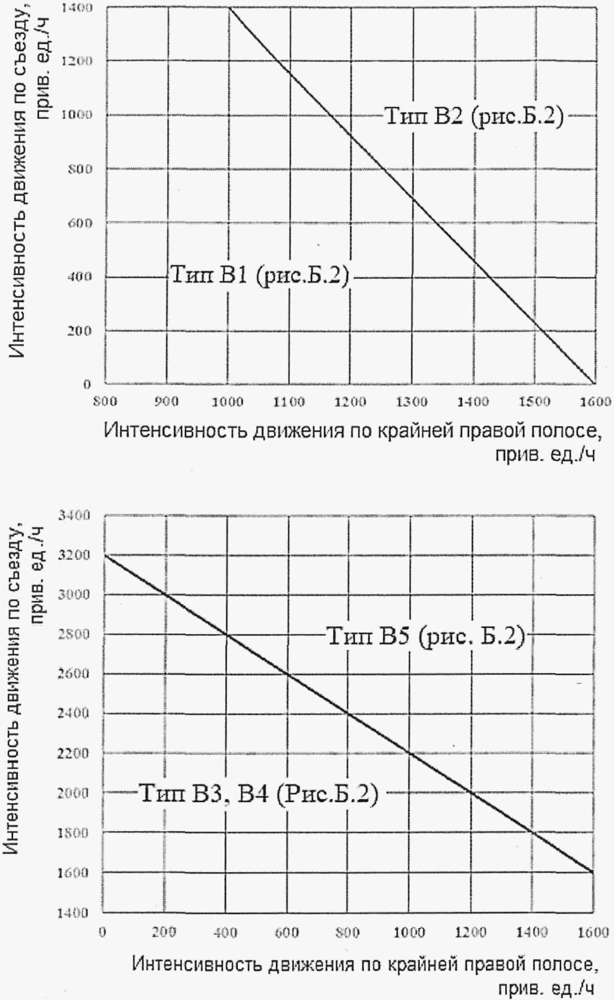 Интенсивность движения по съезду,
прив. ед./ч
1400
1200
1000
800
600
400
200
0
Тип В2 (рис.Б.2)
Тип В1 (рис.Б.2)
800 900 1000 1100 1200 1300 1400 1500 1600
Интенсивность движения по крайней правой полосе,
прив. ед./ч
Интенсивность движения по съезду,
прив. ед./ч
3400
3200
3000
2800
2600
2400
2200
2000
1800
1600
1400
Тип В5 (рис. Б.2)
Тип В3, В4 (Рис.Б.2)
0 200 400 600 800 1000 1200 1400 1600
Интенсивность движения по крайней правой полосе,
прив. ед./ч